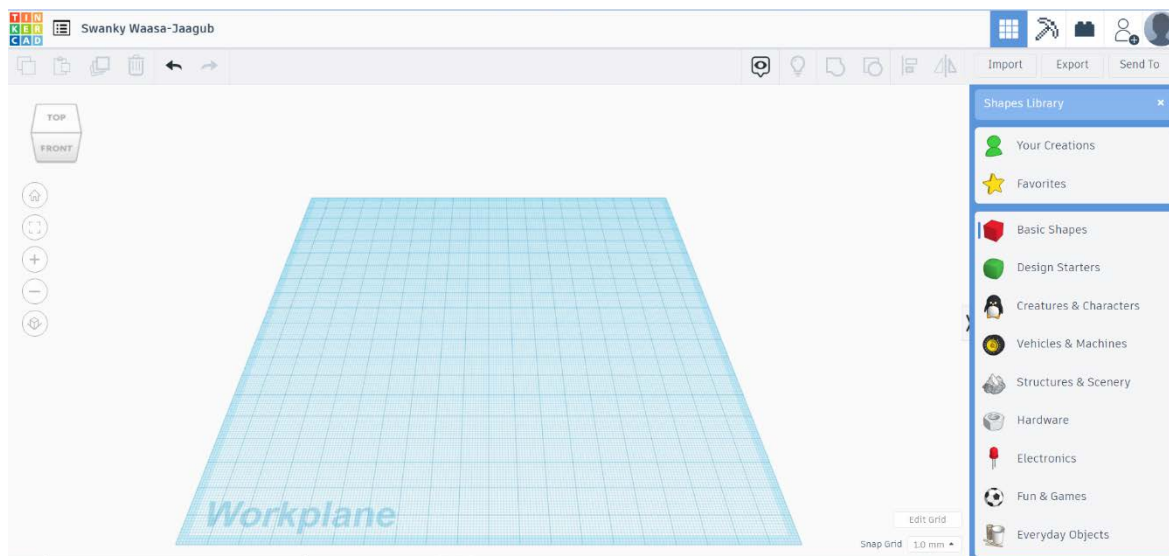 TIN
KER
CAD
Swanky Waasa-Jaagub
Import
Export
Send To
TOP
FRONT
Shapes Library
Your Creations
Favorites
Basic Shapes
Design Starters
Creatures & Characters
Vehicles & Machines
Structures & Scenery
Hardware
Electronics
Fun & Games
Everyday Objects
Workplane
Edit Grid
Snap Grid 1.0 mm